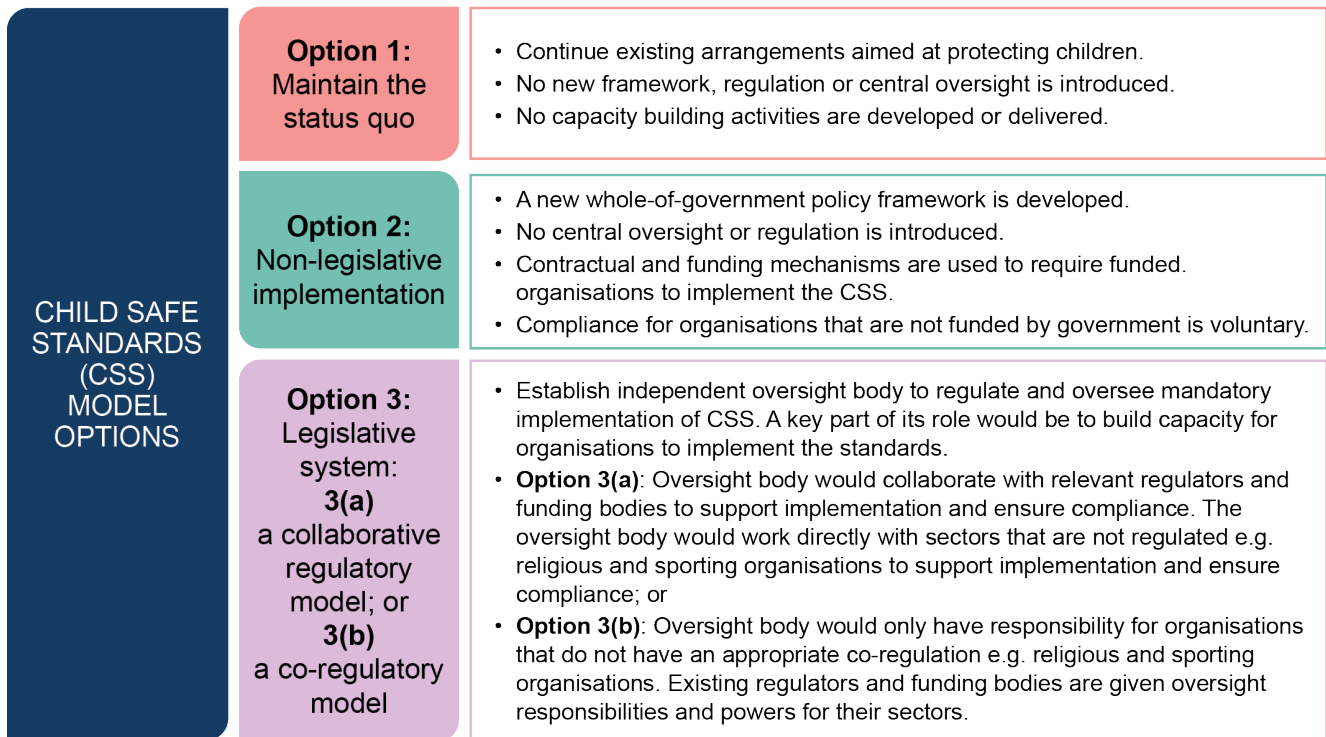 CHILD SAFE
STANDARDS
(CSS)
MODEL
OPTIONS
Option 1:
Maintain the
status quo
• Continue existing arrangements aimed at protecting children.
• No new framework, regulation or central oversight is introduced.
• No capacity building activities are developed or delivered.
Option 2:
Non-legislative
implementation
• A new whole-of-government policy framework is developed.
• No central oversight or regulation is introduced.
• Contractual and funding mechanisms are used to require funded.
organisations to implement the CSS.
• Compliance for organisations that are not funded by government is voluntary.
Option 3:
Legislative
system:
3(a)
a collaborative
regulatory
model; or
3(b)
a co-regulatory
model
• Establish independent oversight body to regulate and oversee mandatory
implementation of CSS. A key part of its role would be to build capacity for
organisations to implement the standards.
• Option 3(a): Oversight body would collaborate with relevant regulators and
funding bodies to support implementation and ensure compliance. The
oversight body would work directly with sectors that are not regulated e.g.
religious and sporting organisations to support implementation and ensure
compliance; or
• Option 3(b): Oversight body would only have responsibility for organisations
that do not have an appropriate co-regulation e.g. religious and sporting
organisations. Existing regulators and funding bodies are given oversight
responsibilities and powers for their sectors.